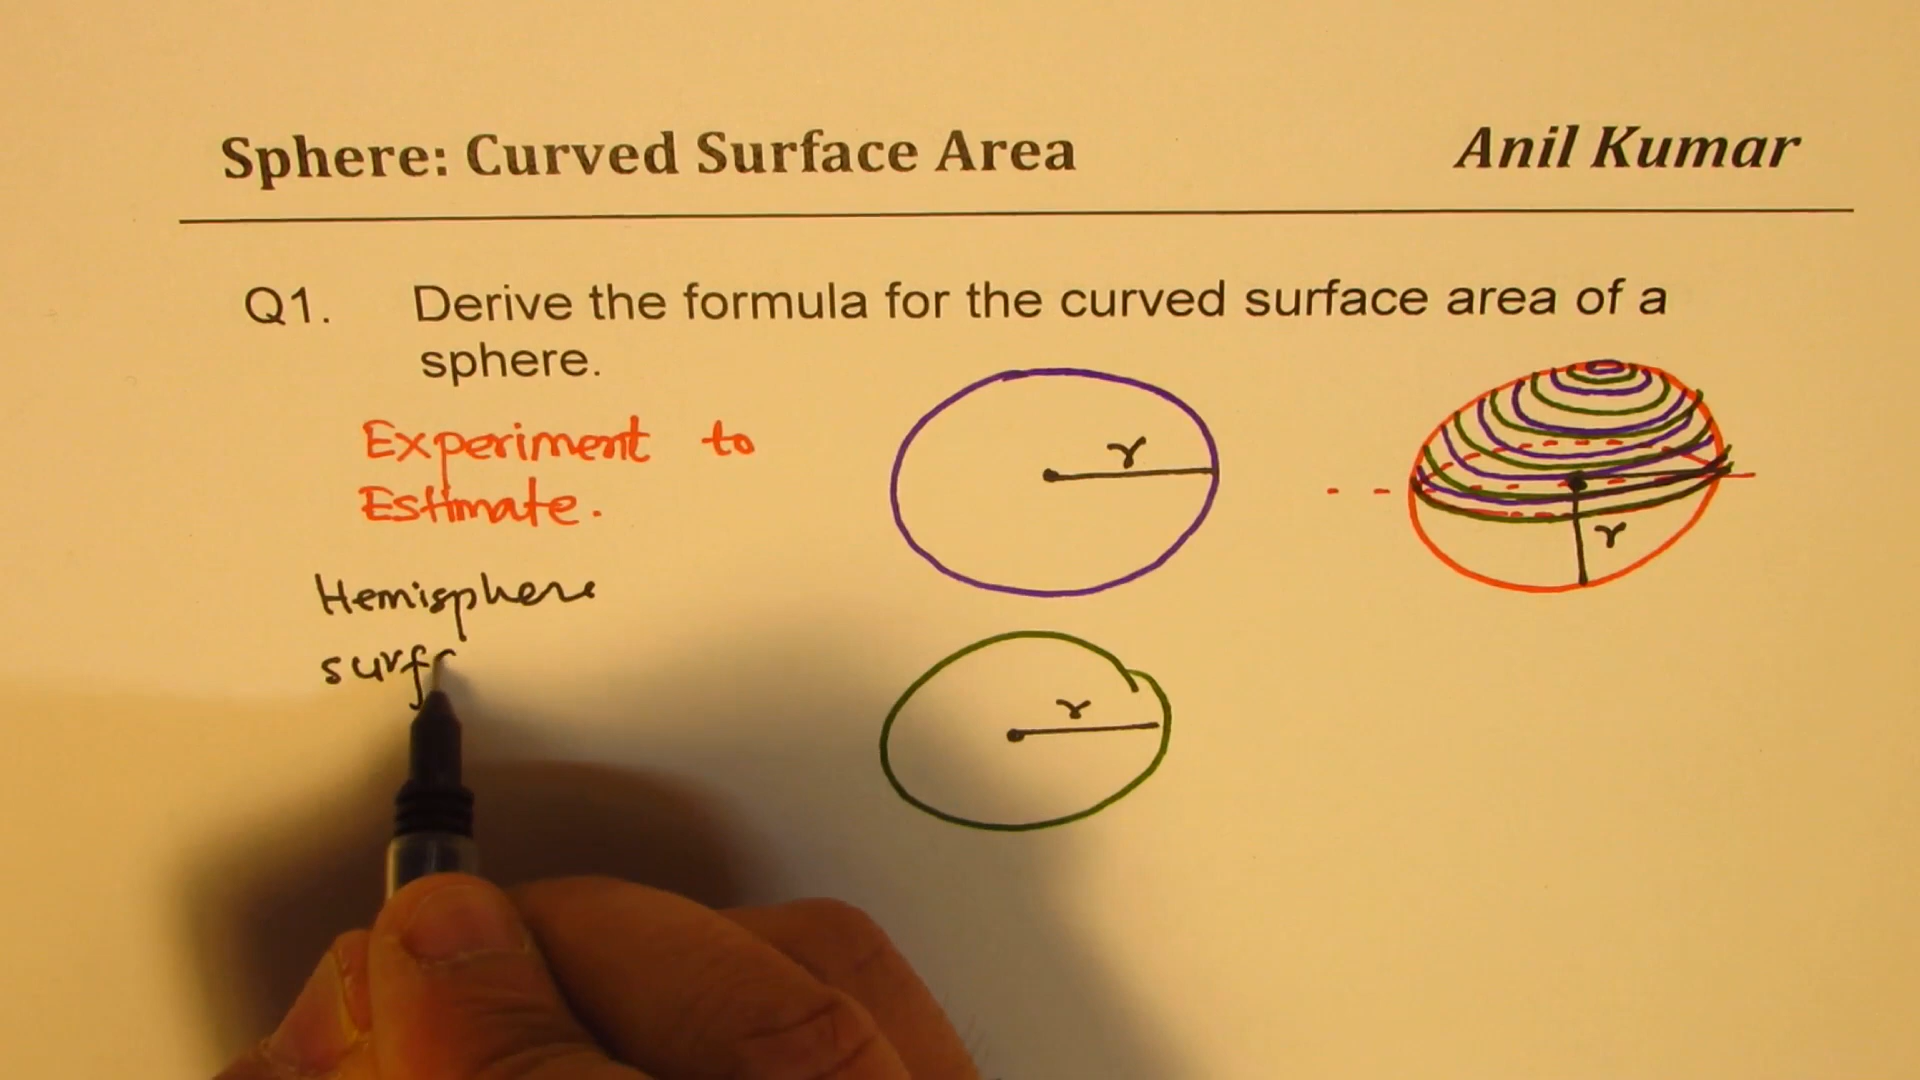 Sphere: Curved Surface Area
Anil Kumar
Q1. Derive the formula for the curved surface area of a
sphere.
Experiment to
Estimate.
Hemisphere
surfa
r
r
r